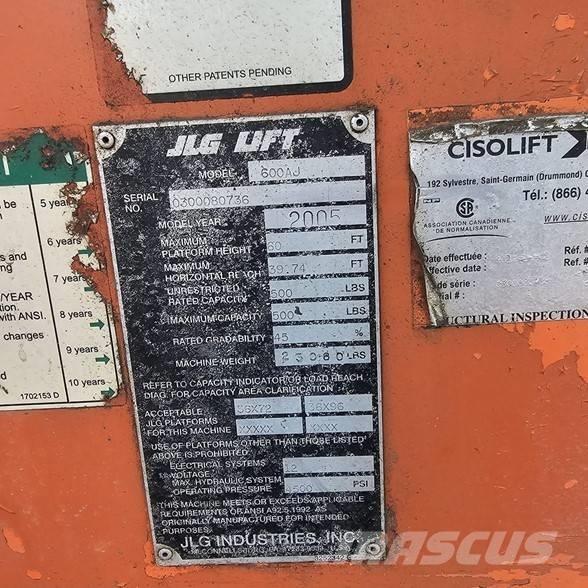 OTHER PATENTS PENDING
JLG LIFT
MODEL 600AJ
SERIAL NO. 0300080736
MODEL YEAR 2005
MAXIMUM PLATFORM HEIGHT 60 FT
MAXIMUM HORIZONTAL REACH 39.74 FT
UNRESTRICTED RATED CAPACITY 500 LBS
MAXIMUM CAPACITY 500 LBS
RATED GRADABILITY 45 %
MACHINE WEIGHT 23080 LBS
REFER TO CAPACITY INDICATOR OR LOAD REACH
DIAG. FOR CAPACITY AREA CLARIFICATION
ACCEPTABLE 36X72 36X96
JLG PLATFORMS
FOR THIS MACHINE XXXXX XXXX
USE OF PLATFORMS OTHER THAN THOSE LISTED
ABOVE IS PROHIBITED.
ELECTRICAL SYSTEMS
VOLTAGE 12
MAX. HYDRAULIC SYSTEM
OPERATING PRESSURE PSI
THIS MACHINE MEETS OR EXCEEDS APPLICABLE
REQUIREMENTS OR ANSI A92.5 1992 AS
ORIGINALLY MANUFACTURED FOR INTENDED
PURPOSES.
JLG INDUSTRIES, INC.
be
5 years
6 years
and
7 years
/YEAR
with ANSI.
8 years
changes
9 years
10 years
1702153 D
CISOLIFT
192 Sylvestre, Saint-Germain (Drummond)
Tél.: (866)
www.cis
ASSOCIATION CANADIENNE
DE NORMALISATION
Date effectuée : Réf. #
Effective date : Ref. #
de série :
rial # :
UCTURAL INSPECTION
MASCUS